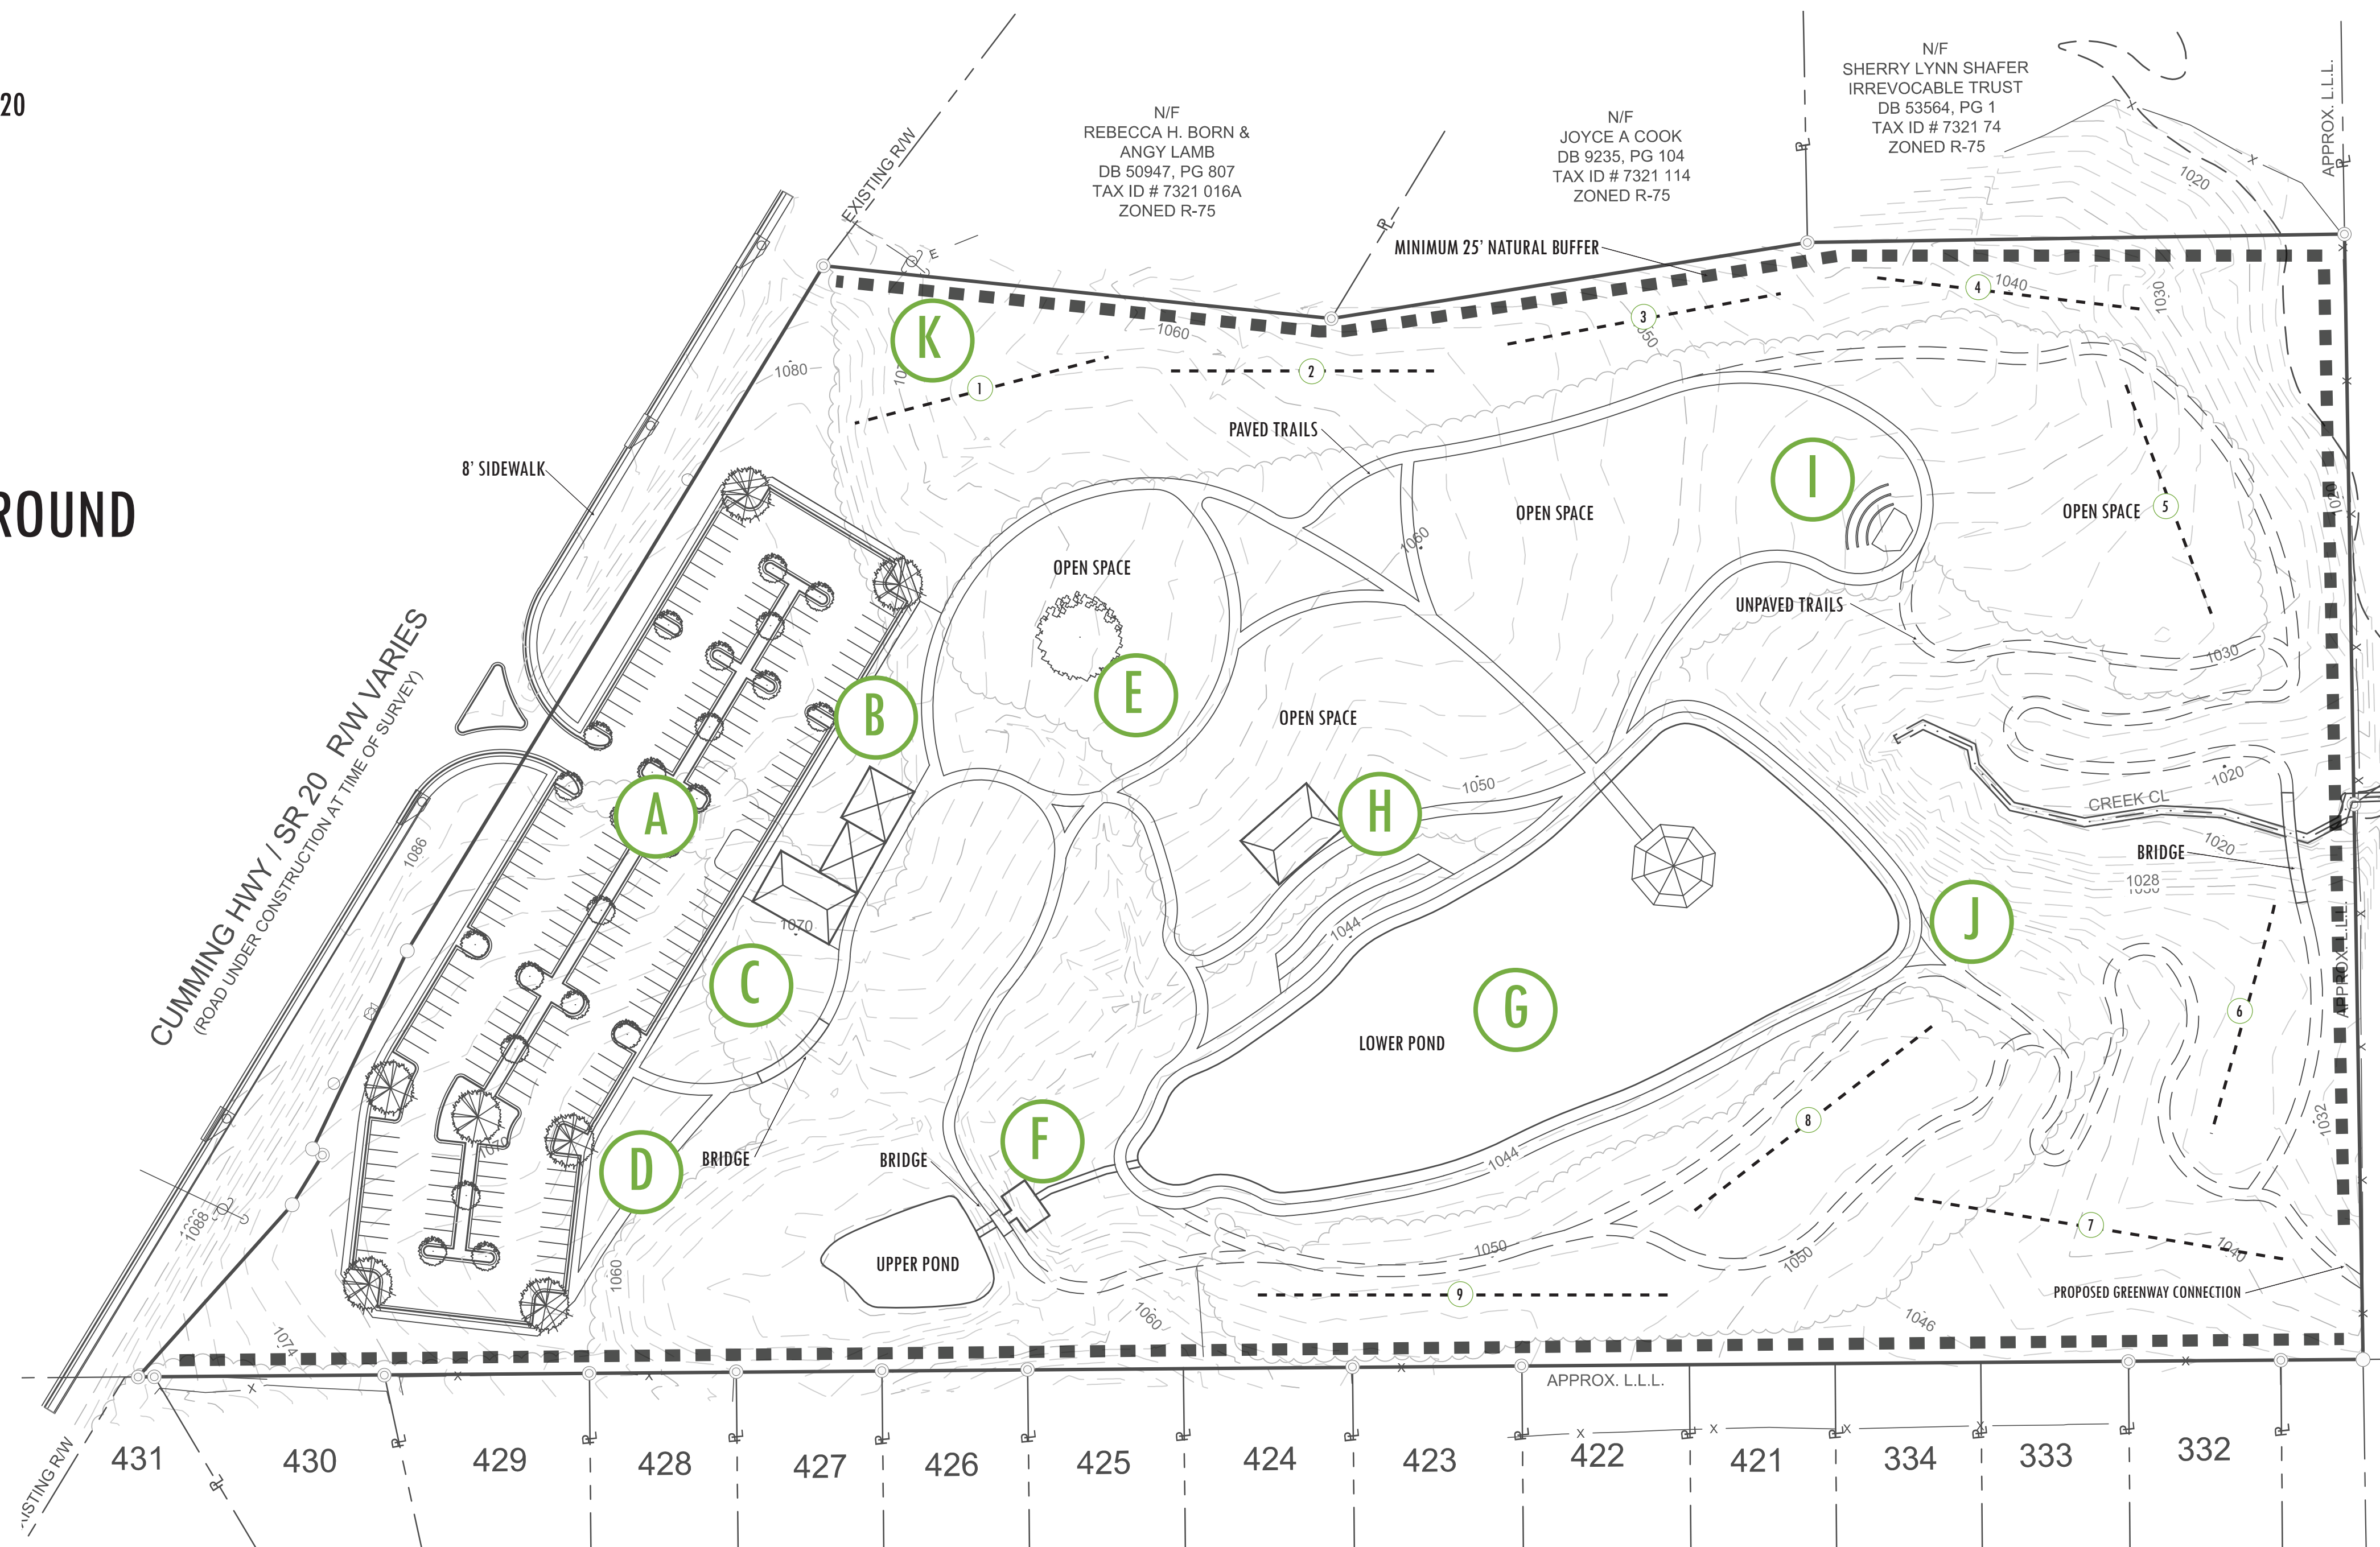 20
ROUND
N/F
REBECCA H. BORN &
ANGY LAMB
DB 50947, PG 807
TAX ID # 7321 016A
ZONED R-75
N/F
JOYCE A COOK
DB 9235, PG 104
TAX ID # 7321 114
ZONED R-75
N/F
SHERRY LYNN SHAFER
IRREVOCABLE TRUST
DB 53564, PG 1
TAX ID # 7321 74
ZONED R-75
APPROX. L.L.L.
EXISTING R/W
E
MINIMUM 25' NATURAL BUFFER
1020
1040
1030
1060
1080
K
1
2
3
4
5
8' SIDEWALK
PAVED TRAILS
OPEN SPACE
OPEN SPACE
OPEN SPACE
OPEN SPACE
I
1060
1020
UNPAVED TRAILS
1030
CUMMING HWY / SR 20 R/W VARIES
(ROAD UNDER CONSTRUCTION AT TIME OF SURVEY)
A
B
C
D
E
F
G
H
J
1086
1050
1020
CREEK CL
1020
BRIDGE
1028
1070
1044
APPROX. L.L.L.
6
LOWER POND
8
1032
BRIDGE
BRIDGE
1044
1088
UPPER POND
1060
1050
1050
7
1040
9
PROPOSED GREENWAY CONNECTION
1060
1046
1074
APPROX. L.L.L.
431
430
429
428
427
426
425
424
423
422
421
334
333
332